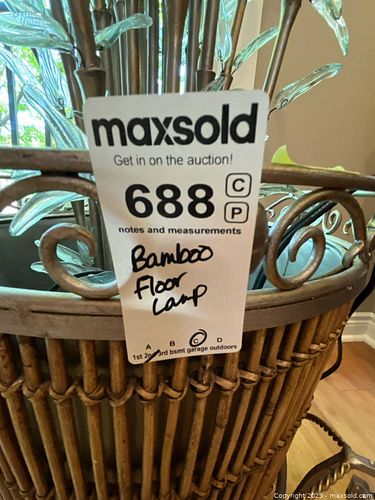 maxsold
Get in on the auction!
688 C
P
notes and measurements
Bamboo
Floor
Lamp
A B C D
1st 2nd 3rd bsmt garage outdoors
Copyright 2023 - maxsold.com